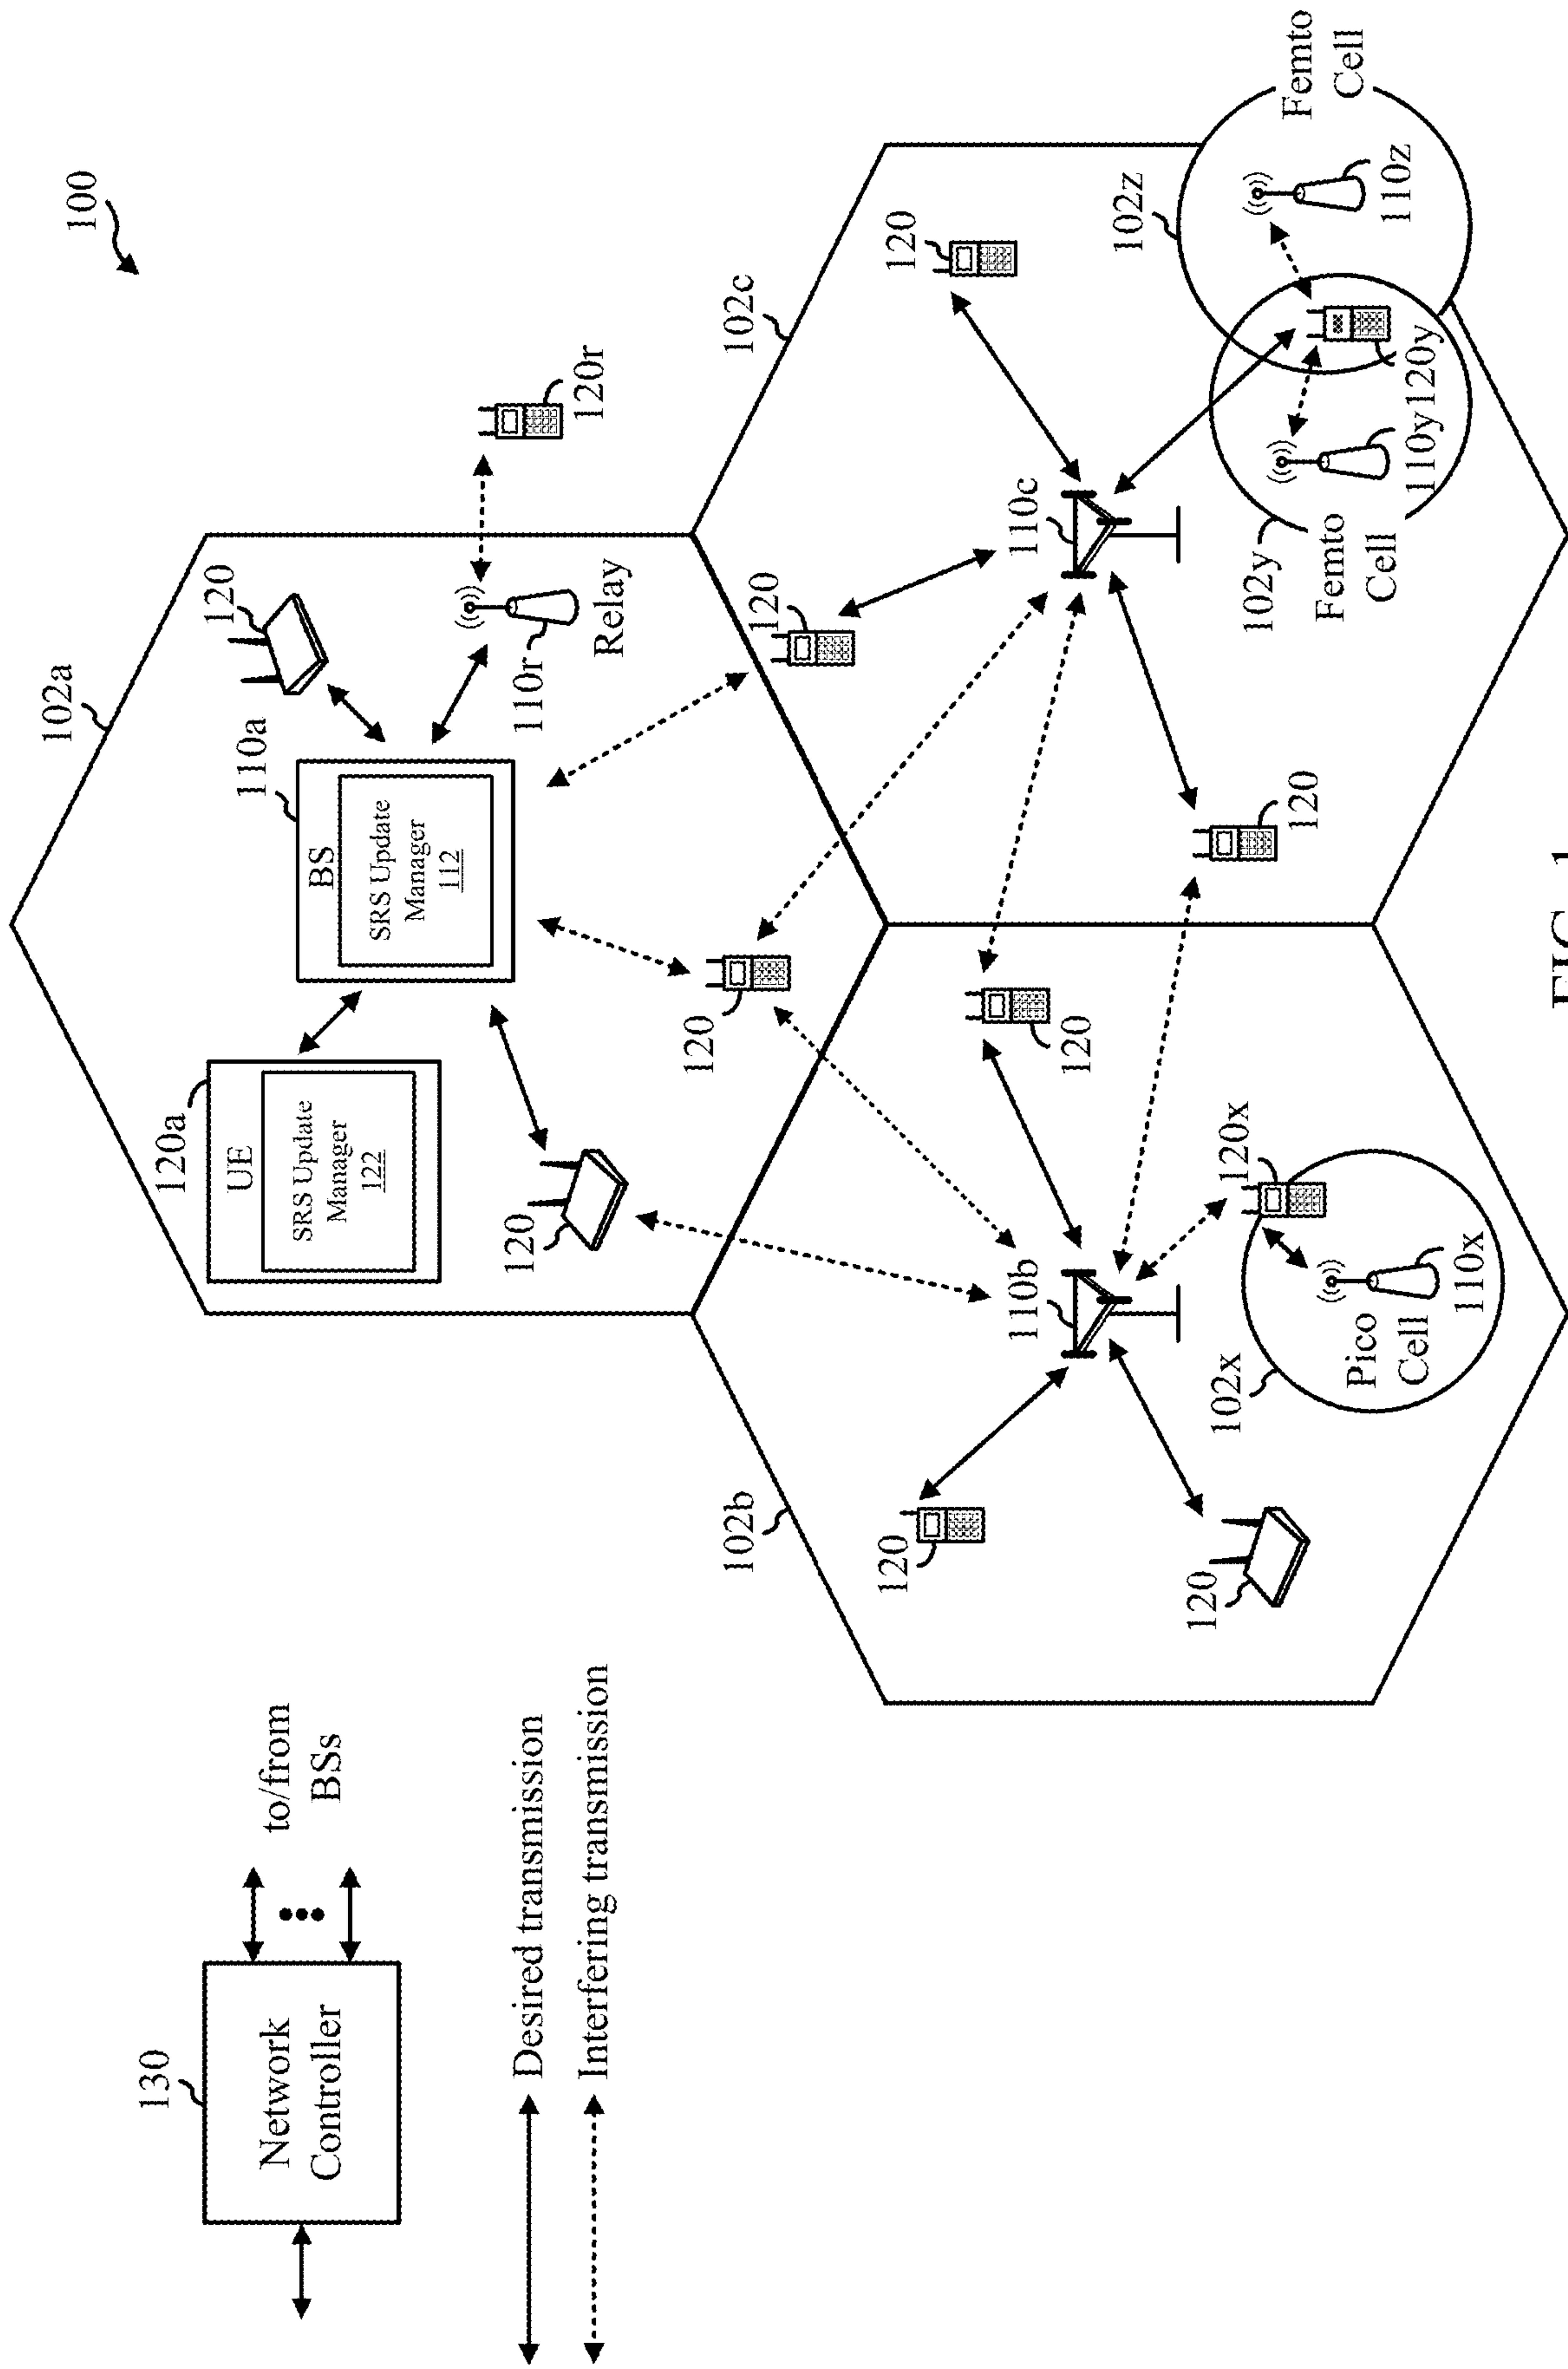 100
130
Network
Controller
to/from
BSs
Desired transmission
Interfering transmission
102a
120a
UE
SRS Update
Manager
122
110a
BS
SRS Update
Manager
112
120
120
110r
Relay
120r
120
102b
120
120
110b
120
102x
Pico
Cell
110x
120x
102c
120
120
110c
120
102y
Femto
Cell
110y
120y
102z
110z
Femto
Cell
FIG. 1